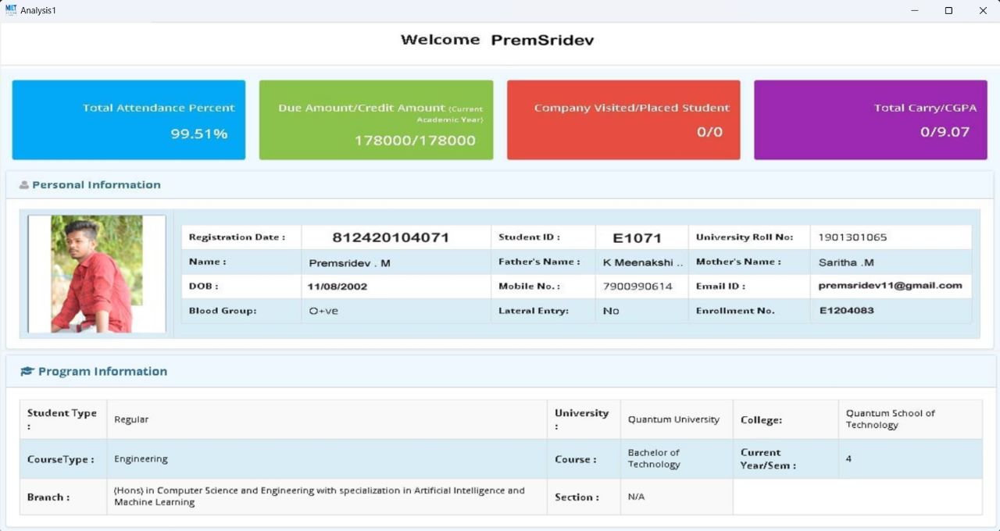 MIET
Analysis1
Welcome PremSridev
Total Attendance Percent
99.51%
Due Amount/Credit Amount (Current
Academic Year)
178000/178000
Company Visited/Placed Student
0/0
Total Carry/CGPA
0/9.07
Personal Information
Registration Date : 812420104071 Student ID : E1071 University Roll No: 1901301065
Name : Premsridev . M Father's Name : K Meenakshi .. Mother's Name : Saritha .M
DOB : 11/08/2002 Mobile No. : 7900990614 Email ID : premsridev11@gmail.com
Blood Group: O+ve Lateral Entry: No Enrollment No. E1204083
Program Information
Student Type
:
Regular
University
:
Quantum University
College:
Quantum School of
Technology
CourseType : Engineering
Course :
Bachelor of
Technology
Current
Year/Sem :
4
Branch :
(Hons) in Computer Science and Engineering with specialization in Artificial Intelligence and
Machine Learning
Section : N/A